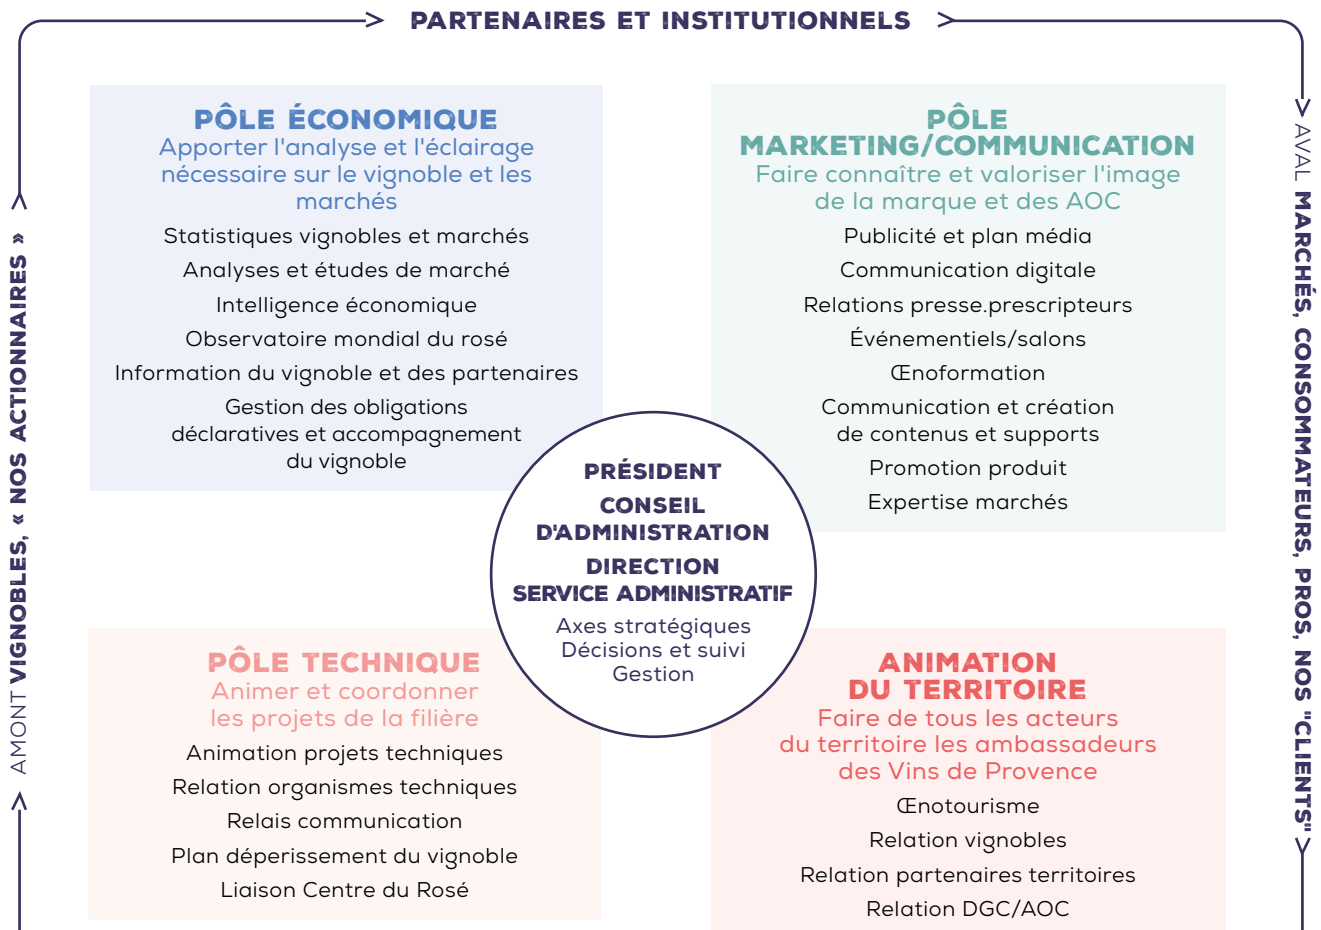 PARTENAIRES ET INSTITUTIONNELS
AMONT VIGNOBLES, « NOS ACTIONNAIRES »
PÔLE ÉCONOMIQUE
Apporter l'analyse et l'éclairage
nécessaire sur le vignoble et les
marchés
Statistiques vignobles et marchés
Analyses et études de marché
Intelligence économique
Observatoire mondial du rosé
Information du vignoble et des partenaires
Gestion des obligations
déclaratives et accompagnement
du vignoble
PÔLE
MARKETING/COMMUNICATION
Faire connaître et valoriser l'image
de la marque et des AOC
Publicité et plan média
Communication digitale
Relations presse.prescripteurs
Événementiels/salons
Œnoformation
Communication et création
de contenus et supports
Promotion produit
Expertise marchés
PRÉSIDENT
CONSEIL
D'ADMINISTRATION
DIRECTION
SERVICE ADMINISTRATIF
Axes stratégiques
Décisions et suivi
Gestion
PÔLE TECHNIQUE
Animer et coordonner
les projets de la filière
Animation projets techniques
Relation organismes techniques
Relais communication
Plan déperissement du vignoble
Liaison Centre du Rosé
ANIMATION
DU TERRITOIRE
Faire de tous les acteurs
du territoire les ambassadeurs
des Vins de Provence
Œnotourisme
Relation vignobles
Relation partenaires territoires
Relation DGC/AOC
AVAL MARCHÉS, CONSOMMATEURS, PROS, NOS "CLIENTS"